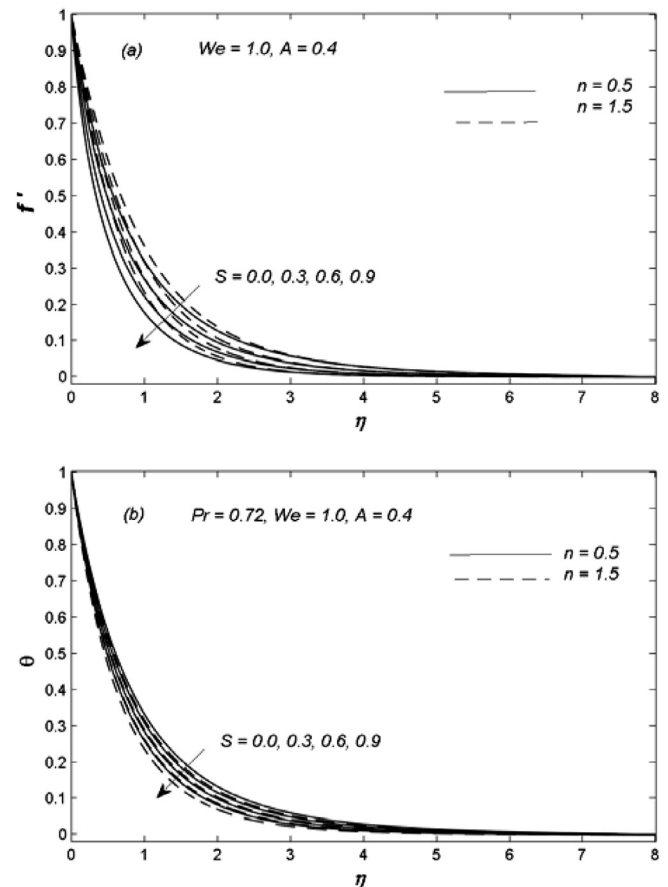 1
(a) We = 1.0, A = 0.4
0.9
0.8
n = 0.5
n = 1.5
0.7
0.6
0.5
f '
0.4
0.3
S = 0.0, 0.3, 0.6, 0.9
0.2
0.1
0
0 1 2 3 4 5 6 7 8
η
1
(b) Pr = 0.72, We = 1.0, A = 0.4
0.9
0.8
n = 0.5
n = 1.5
0.7
0.6
0.5
θ
0.4
0.3
S = 0.0, 0.3, 0.6, 0.9
0.2
0.1
0
0 1 2 3 4 5 6 7 8
η